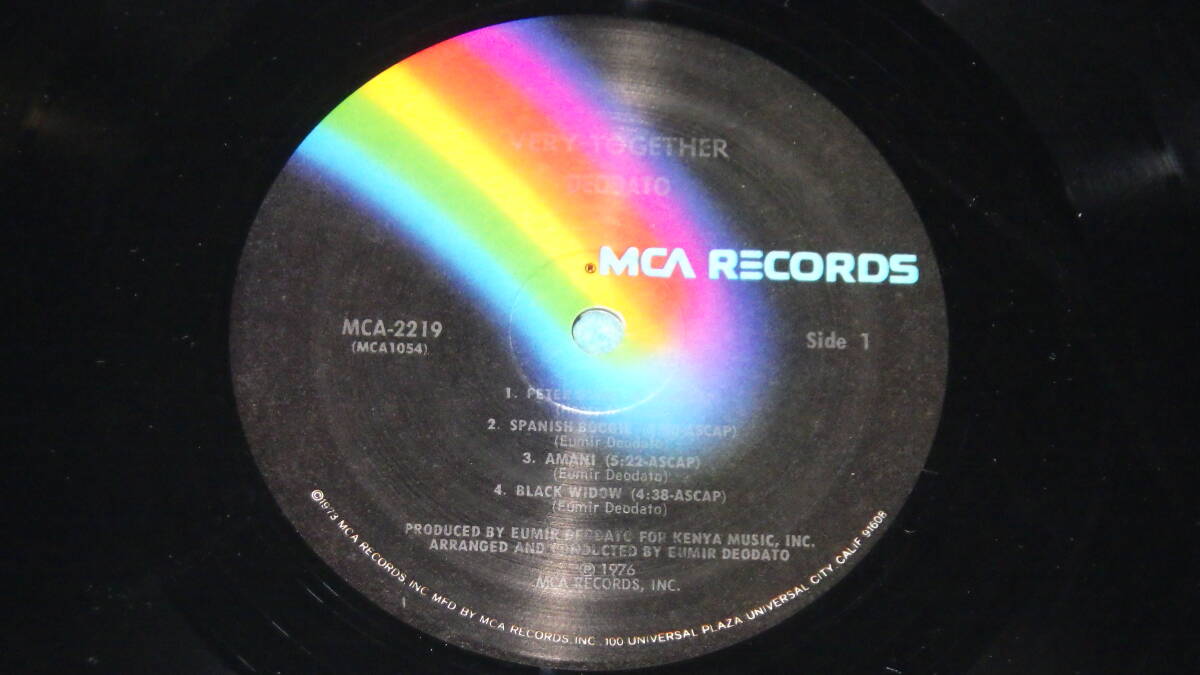 VERY TOGETHER
DEODATO
® MCA RECORDS
MCA-2219
(MCA1054)
Side 1
1. PETER
2. SPANISH BOOGIE ASCAP)
(Eumir Deodato)
3. AMANI (5:22-ASCAP)
(Eumir Deodato)
4. BLACK WIDOW (4:38-ASCAP)
(Eumir Deodato)
PRODUCED BY EUMIR DEODATO FOR KENYA MUSIC, INC.
ARRANGED AND CONDUCTED BY EUMIR DEODATO
℗ 1976
MCA RECORDS, INC.
©1973 MCA RECORDS INC MFD BY MCA RECORDS, INC. 100 UNIVERSAL PLAZA UNIVERSAL CITY. CALIF 91608